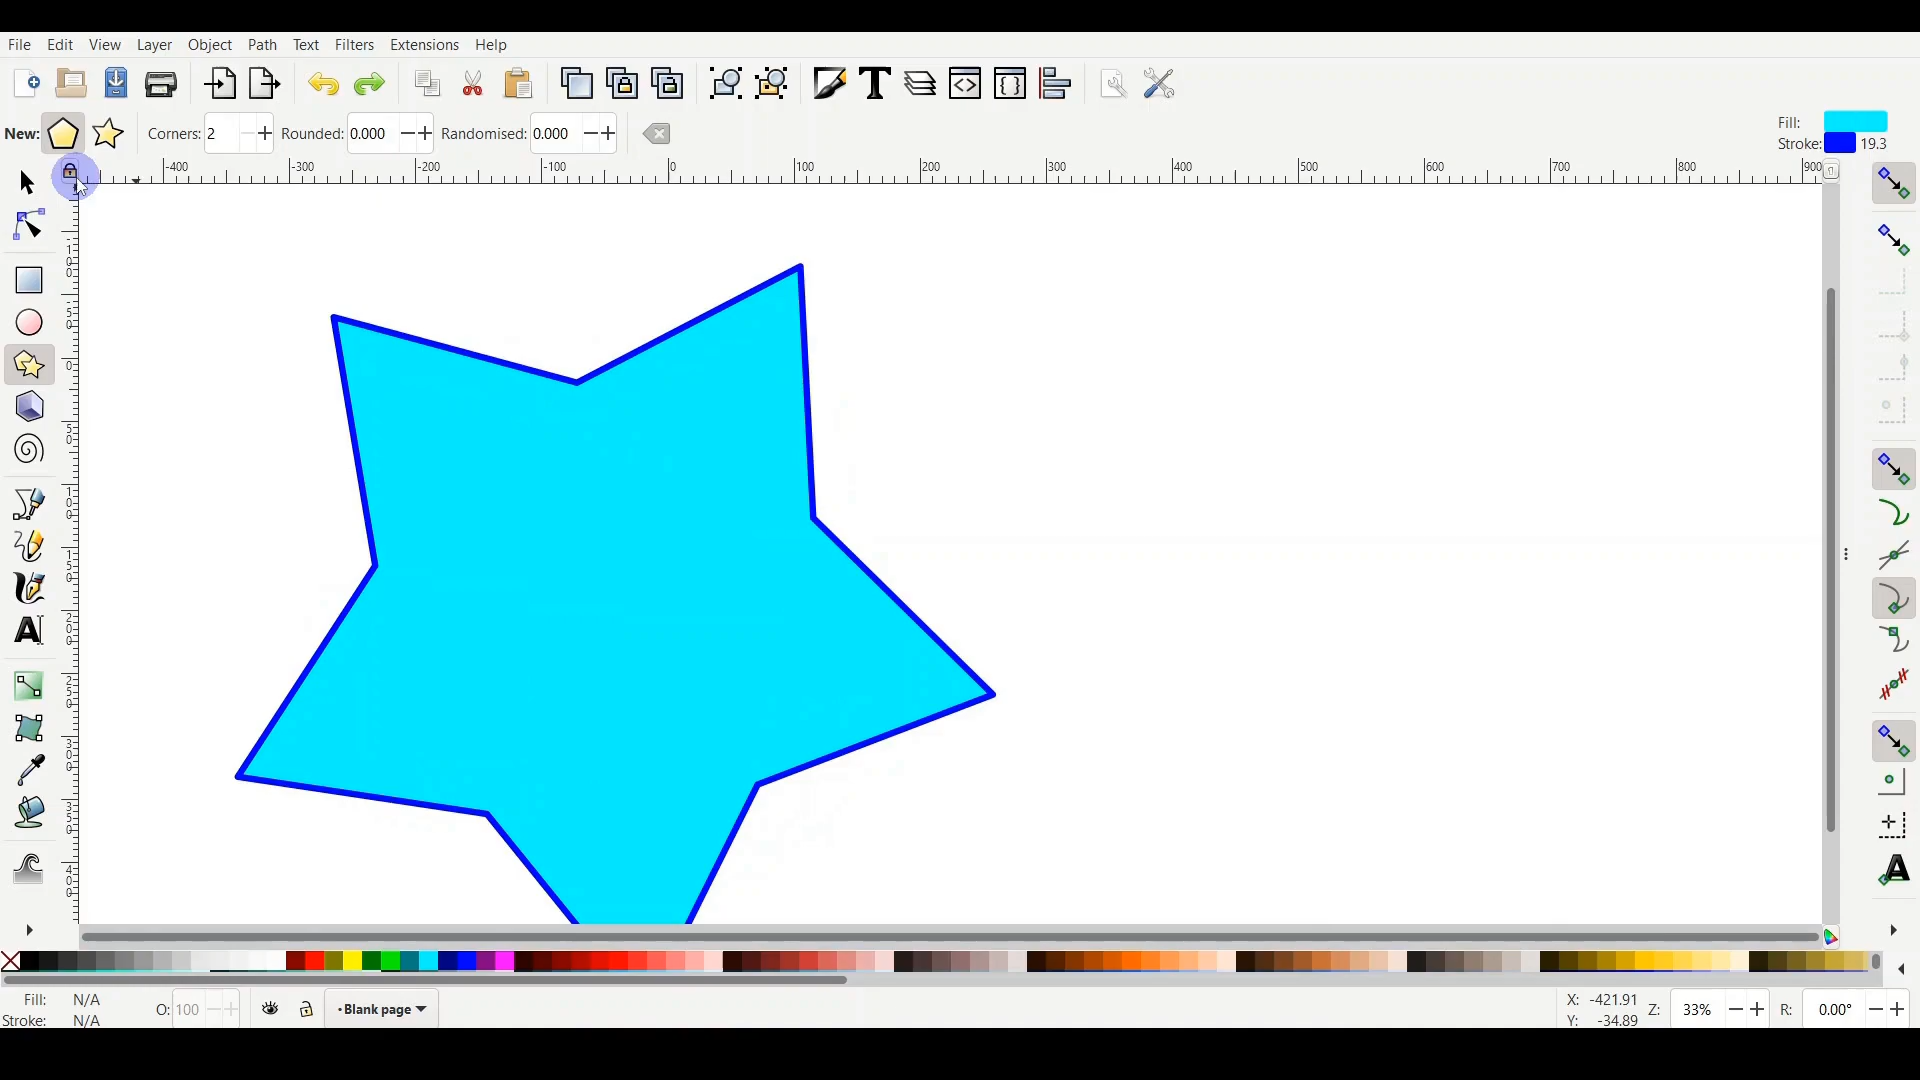 File Edit View Layer Object Path Text Filters Extensions Help
New: Corners: 2 Rounded: 0.000 Randomised: 0.000
Fill:
Stroke: 19.3
-400 -300 -200 -100 0 100 200 300 400 500 600 700 800 900
Fill: N/A
Stroke: N/A
O: 100
•Blank page
X: -421.91
Y: -34.89
Z: 33%
R: 0.00°